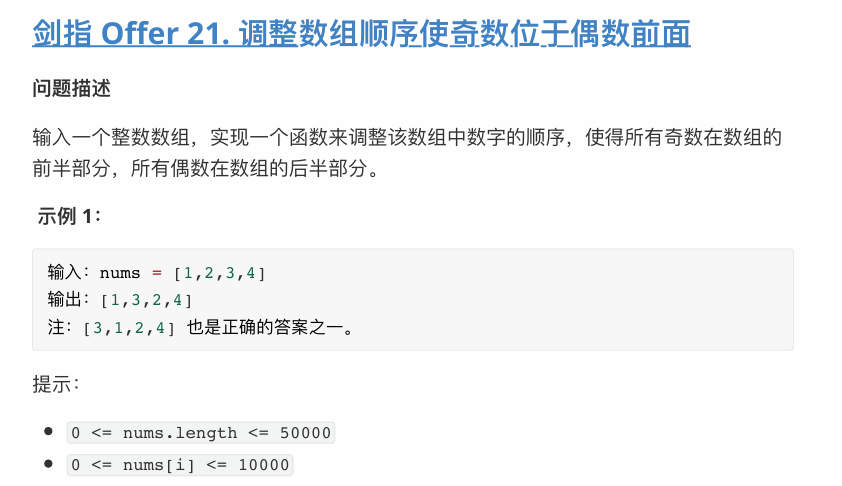 剑指 Offer 21. 调整数组顺序使奇数位于偶数前面
问题描述
输入一个整数数组，实现一个函数来调整该数组中数字的顺序，使得所有奇数在数组的
前半部分，所有偶数在数组的后半部分。
示例 1：
输入：nums = [1,2,3,4]
输出：[1,3,2,4]
注：[3,1,2,4] 也是正确的答案之一。
提示：
0 <= nums.length <= 50000
0 <= nums[i] <= 10000